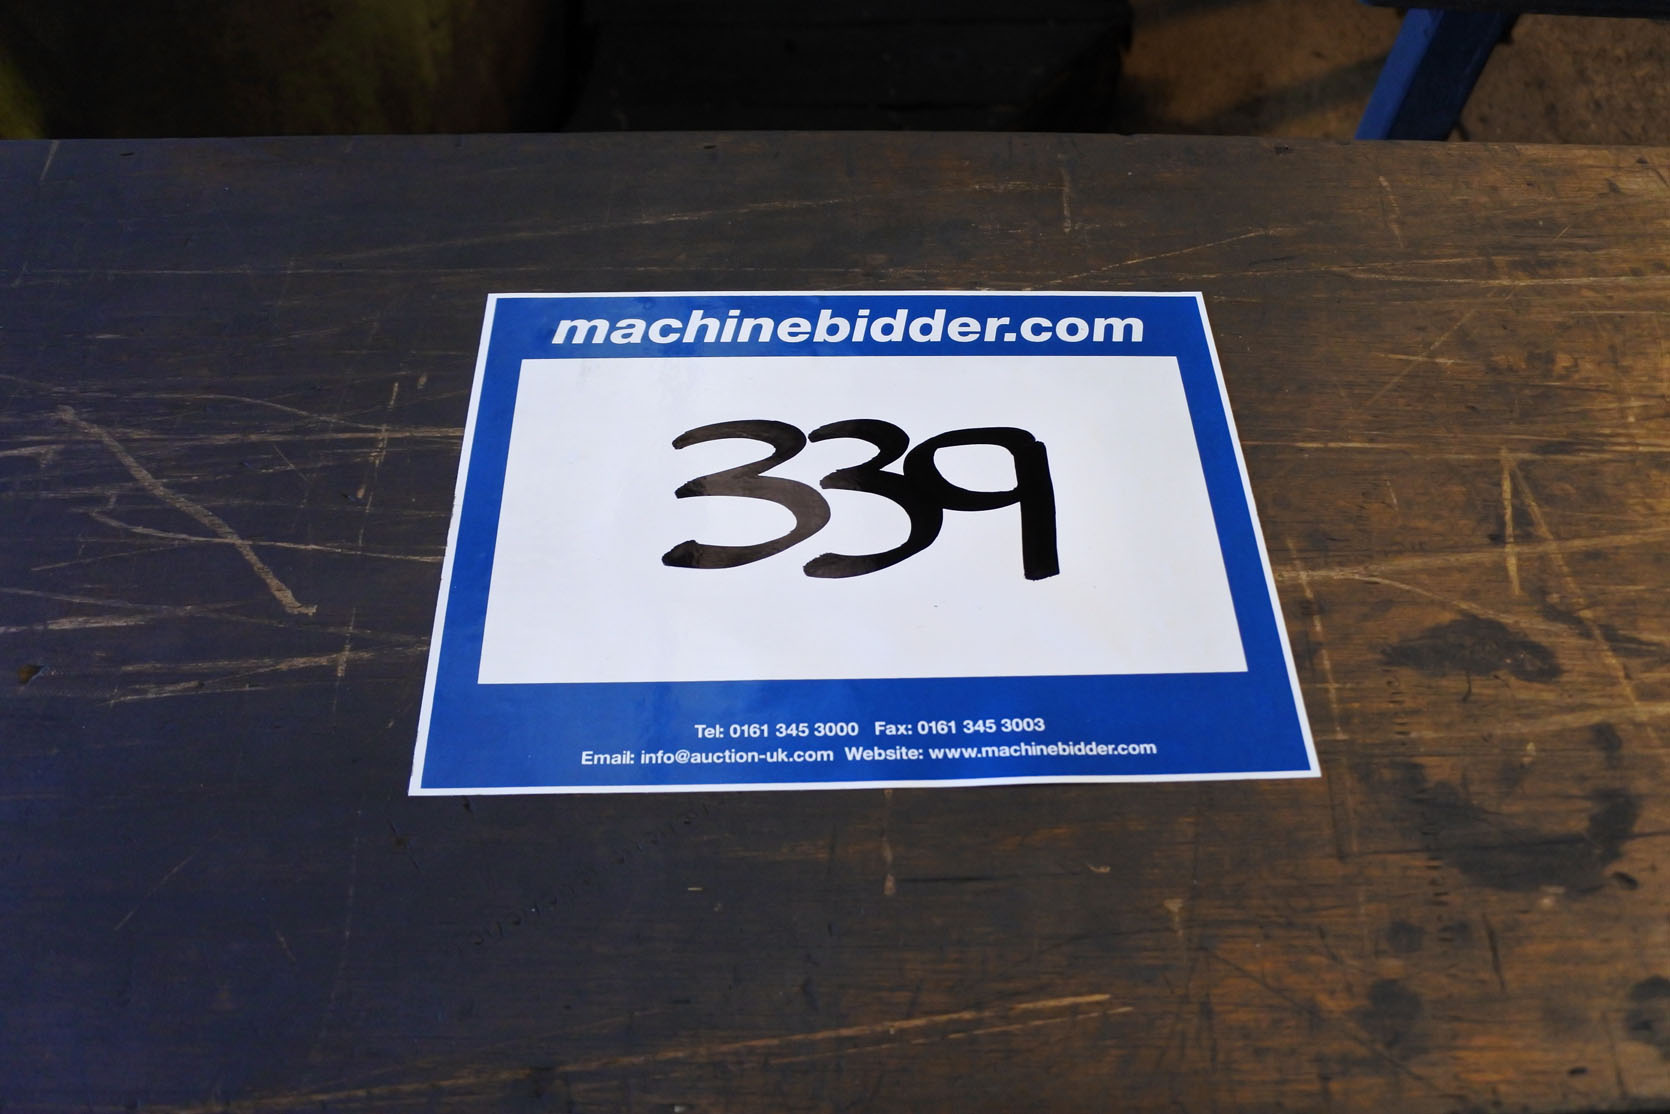 machinebidder.com
339
Tel: 0161 345 3000 Fax: 0161 345 3003
Email: info@auction-uk.com Website: www.machinebidder.com